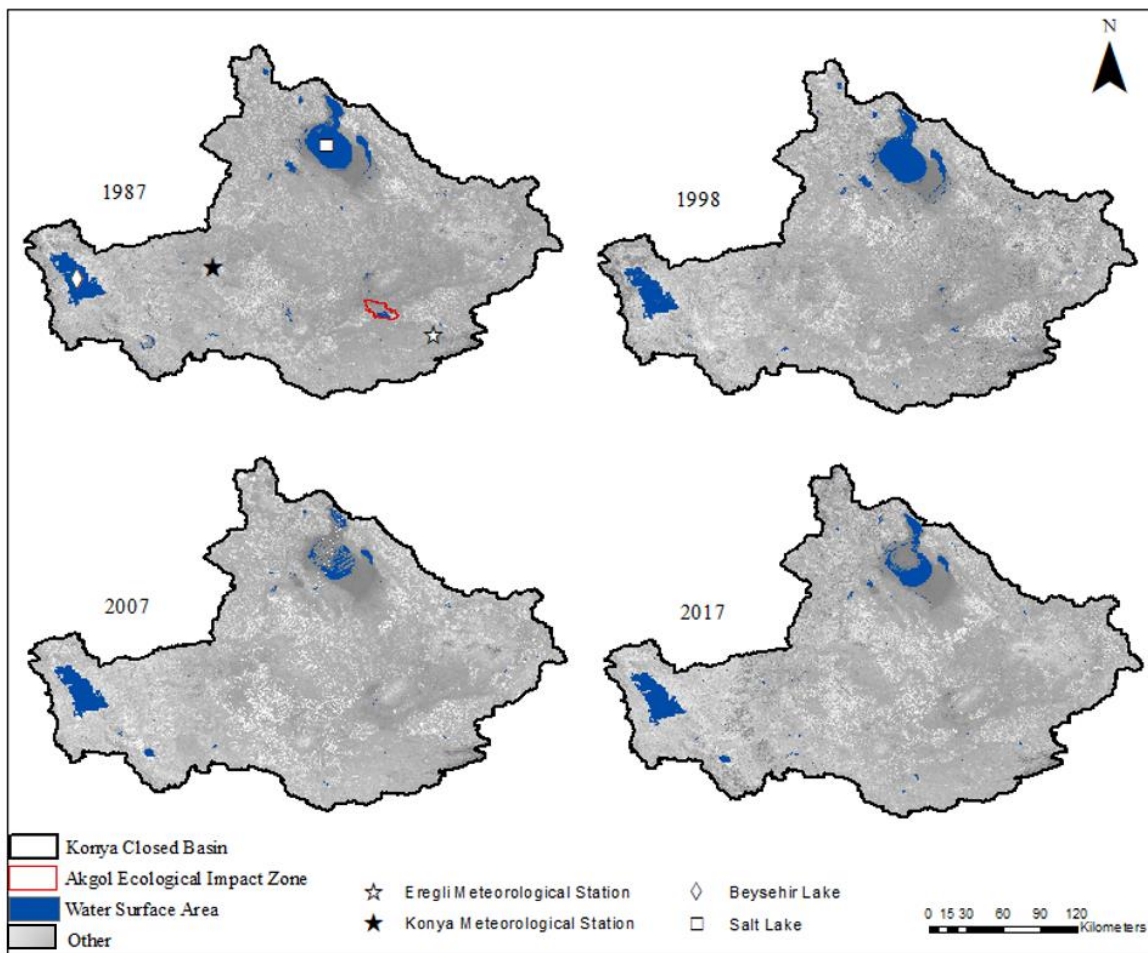 N
1987
1998
2007
2017
Konya Closed Basin
Akgol Ecological Impact Zone
Water Surface Area
Other
Eregli Meteorological Station
Konya Meteorological Station
Beysehir Lake
Salt Lake
0 15 30 60 90 120
Kilometers